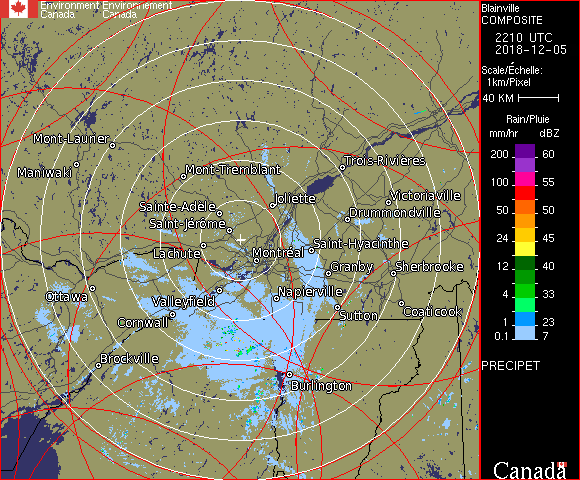 Environment Environnement
Canada Canada
Blainville
COMPOSITE
2210 UTC
2018-12-05
Scale/Échelle:
1km/Pixel
40 KM
Rain/Pluie
mm/hr dBZ
200 60
100 55
50 50
24 45
12 40
4 33
1 23
0.1 7
PRECIPET
Canada
Mont-Laurier
Maniwaki
Mont-Tremblant
Trois-Rivières
Sainte-Adèle
Joliette
Victoriaville
Drummondville
Saint-Jérôme
Lachute
Montréal
Saint-Hyacinthe
Granby
Sherbrooke
Ottawa
Valleyfield
Napierville
Cornwall
Sutton
Coaticook
Brockville
Burlington